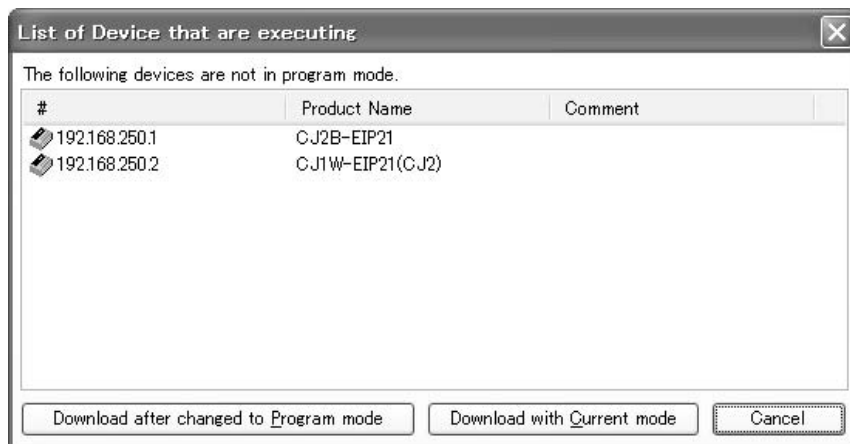 List of Device that are executing
The following devices are not in program mode.
# Product Name Comment
192.168.250.1 CJ2B-EIP21
192.168.250.2 CJ1W-EIP21(CJ2)
Download after changed to Program mode Download with Current mode Cancel